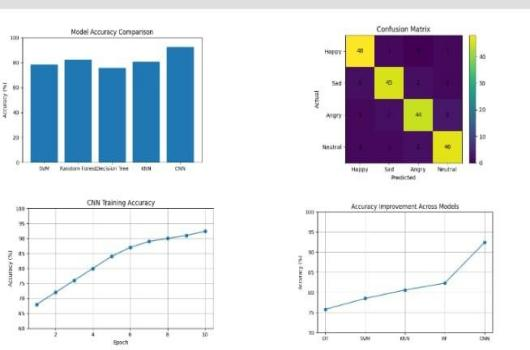 Model Accuracy Comparison
100
80
60
40
20
0
Accuracy (%)
SVM Random Forest Decision Tree KNN CNN
Confusion Matrix
Happy
Sad
Angry
Neutral
Actual
48
45
44
46
Happy Sad Angry Neutral
Predicted
40
30
20
10
0
CNN Training Accuracy
100
95
90
85
80
75
70
65
60
Accuracy (%)
2 4 6 8 10
Epoch
Accuracy Improvement Across Models
100
95
90
85
80
75
70
Accuracy (%)
DT SVM KNN RF CNN